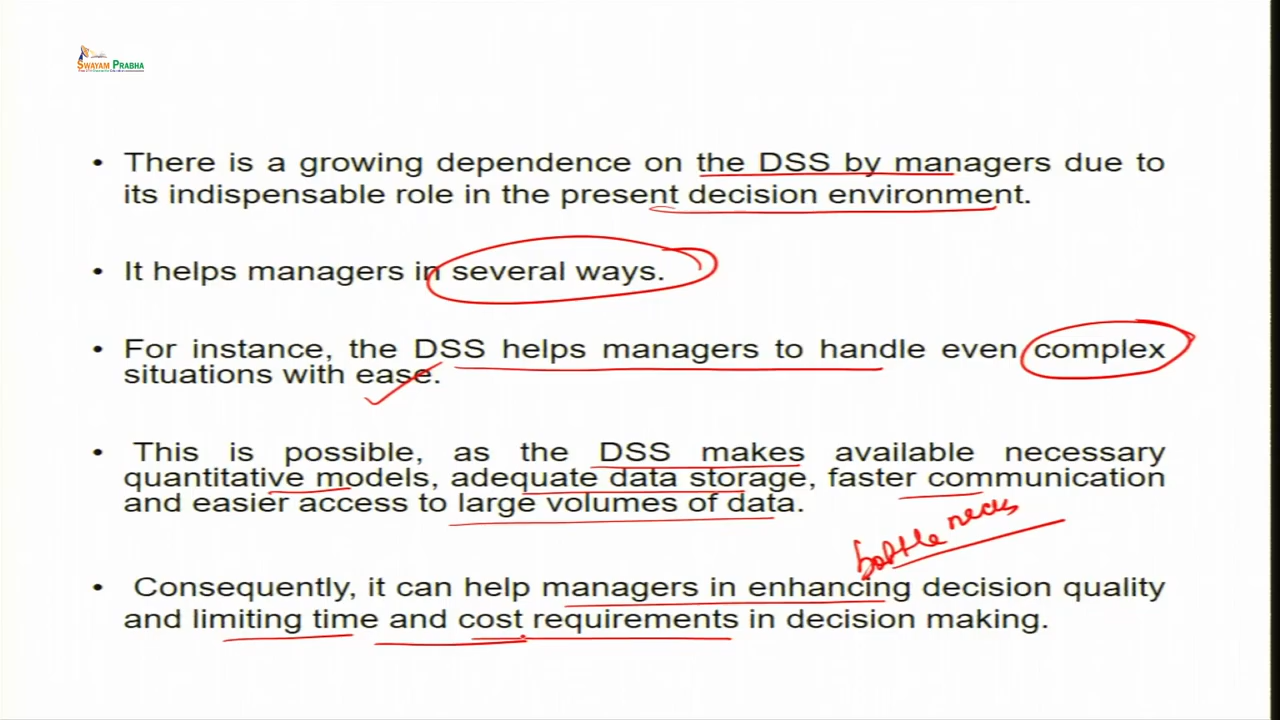 SWAYAM PRABHA
• There is a growing dependence on the DSS by managers due to
its indispensable role in the present decision environment.
• It helps managers in several ways.
• For instance, the DSS helps managers to handle even complex
situations with ease.
• This is possible, as the DSS makes available necessary
quantitative models, adequate data storage, faster communication
and easier access to large volumes of data.
bottle necks
• Consequently, it can help managers in enhancing decision quality
and limiting time and cost requirements in decision making.